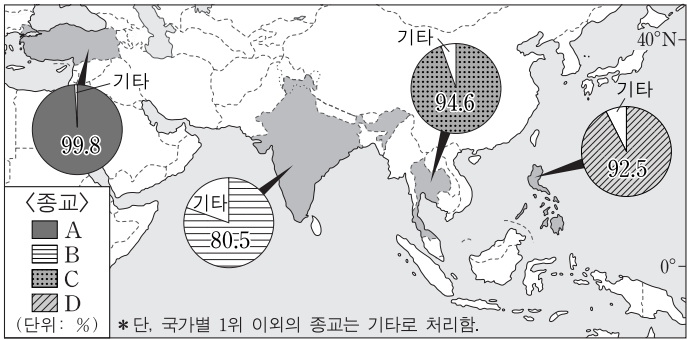 기타
40°N
기타
기타
94.6
99.8
92.5
기타
〈종교〉
A
80.5
B
C
0°
D
(단위: %)
*단, 국가별 1위 이외의 종교는 기타로 처리함.